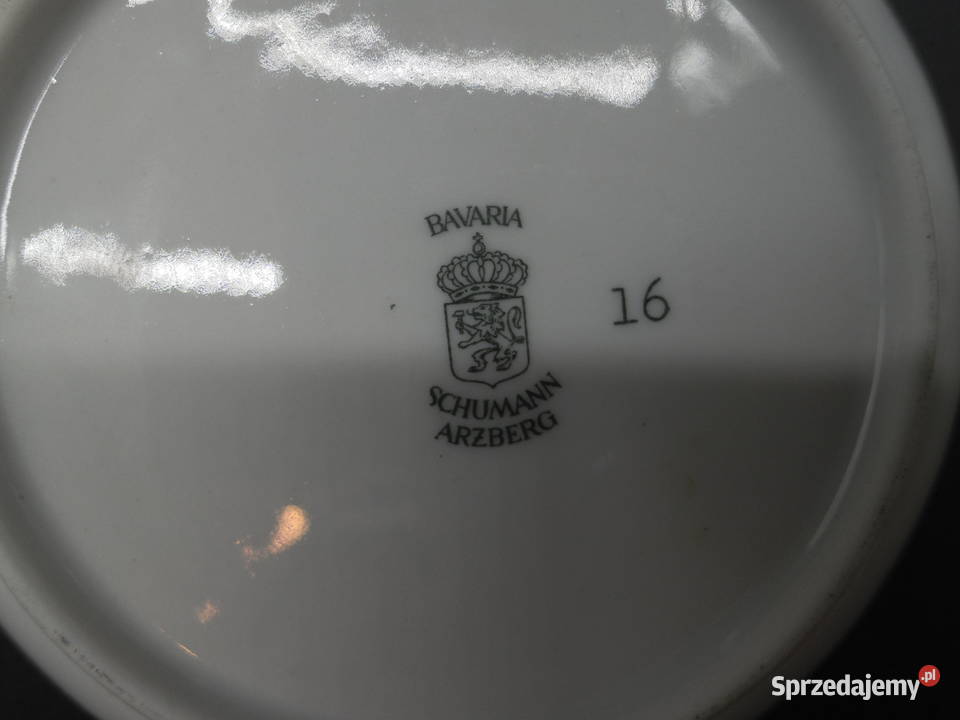 BAVARIA
16
SCHUMANN
ARZBERG
Sprzedajemy.pl